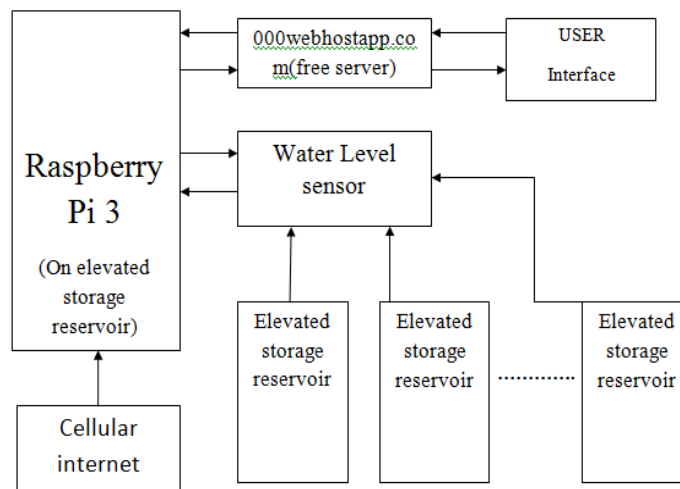 000webhostapp.co
m(free server)
USER
Interface
Raspberry
Pi 3
(On elevated
storage
reservoir)
Water Level
sensor
Elevated
storage
reservoir
Elevated
storage
reservoir
..............
Elevated
storage
reservoir
Cellular
internet